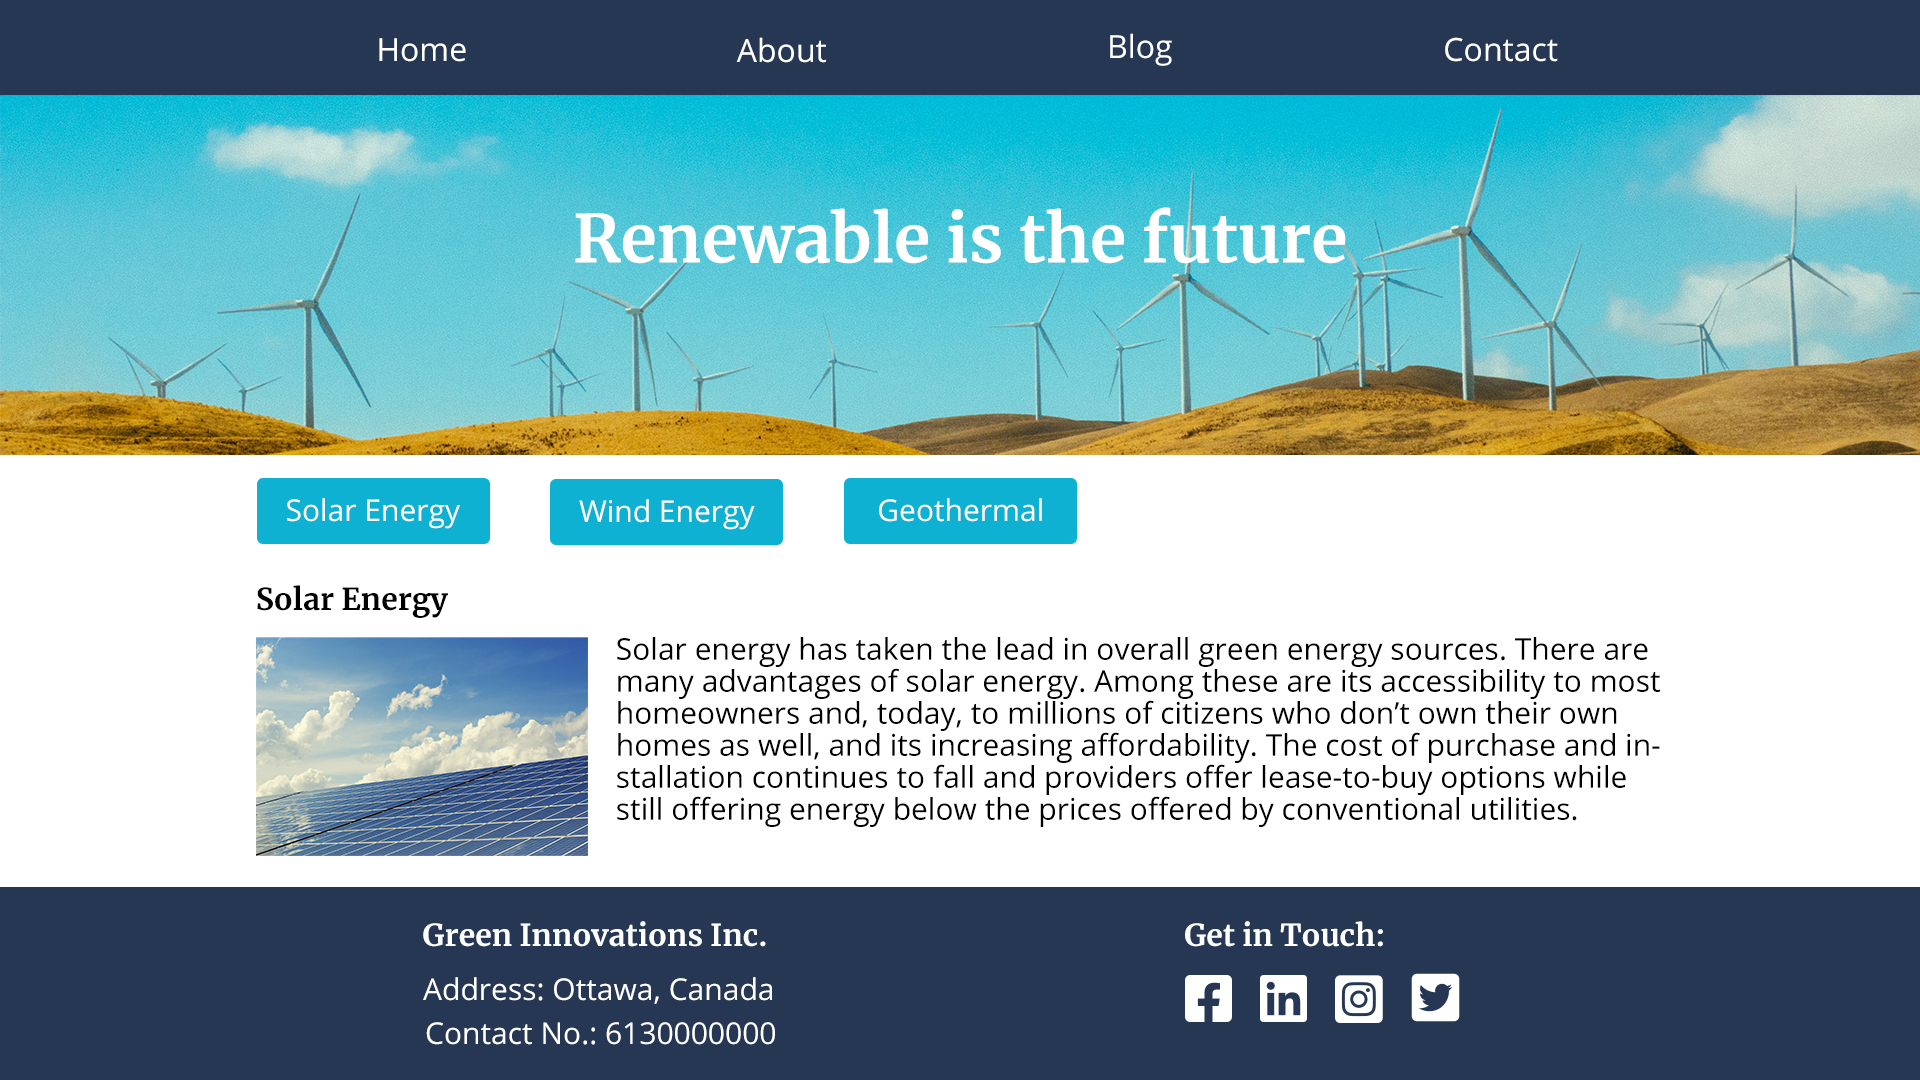 Home
About
Blog
Contact
Renewable is the future
Solar Energy
Wind Energy
Geothermal
Solar Energy
Solar energy has taken the lead in overall green energy sources. There are
many advantages of solar energy. Among these are its accessibility to most
homeowners and, today, to millions of citizens who don’t own their own
homes as well, and its increasing affordability. The cost of purchase and in-
stallation continues to fall and providers offer lease-to-buy options while
still offering energy below the prices offered by conventional utilities.
Green Innovations Inc.
Address: Ottawa, Canada
Contact No.: 6130000000
Get in Touch: